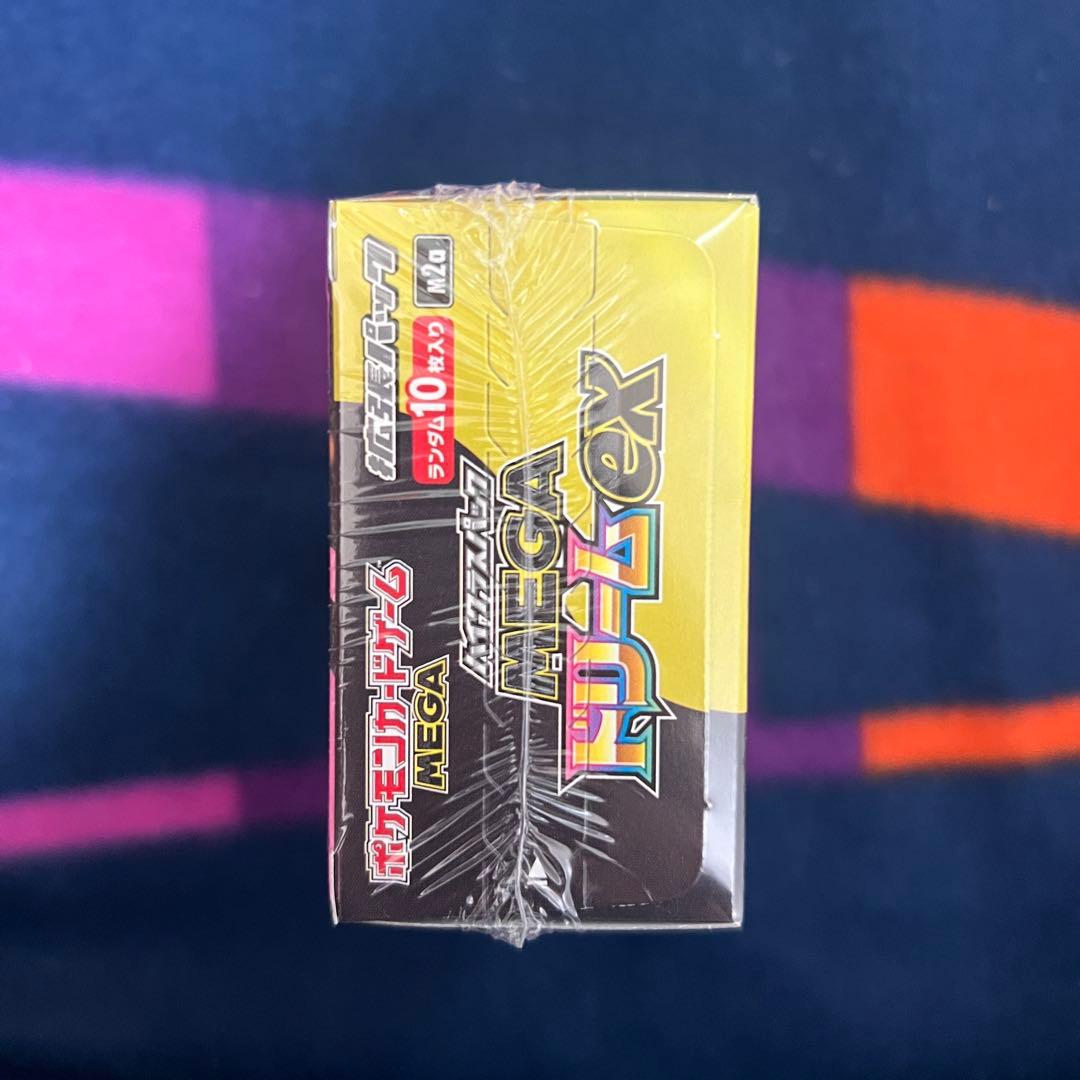 ポケモンカードゲーム
MEGA
拡張パック
ランダム10枚入り
M2a
ハイクラスパック
MEGA
ドリームex